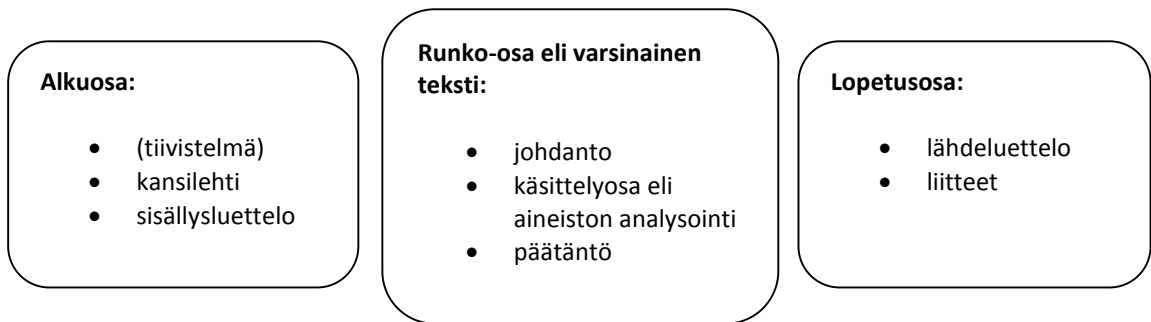 Alkuosa:
• (tiivistelmä)
• kansilehti
• sisällysluettelo
Runko-osa eli varsinainen
teksti:
• johdanto
• käsittelyosa eli
aineiston analysointi
• päätäntö
Lopetusosa:
• lähdeluettelo
• liitteet